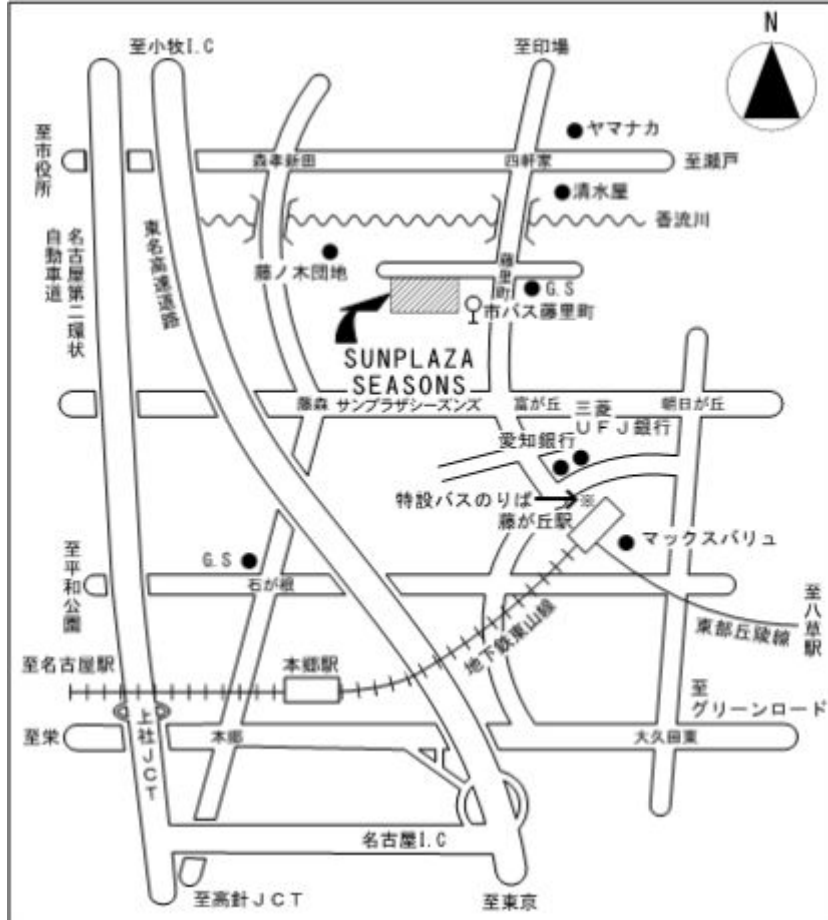 至小牧I.C
至印場
N
ヤマナカ
至市役所
森孝新田
四軒家
至瀬戸
清水屋
香流川
名古屋第二環状
自動車道
東名高速道路
藤ノ木団地
藤里町
G.S
市バス藤里町
SUNPLAZA
SEASONS
藤森
サンプラザシーズンズ
富が丘
朝日が丘
三菱
UFJ銀行
愛知銀行
特設バスのりば
※
藤が丘駅
マックスバリュ
G.S
至平和公園
石が根
至八草駅
東部丘陵線
地下鉄東山線
至名古屋駅
本郷駅
至
グリーンロード
至栄
上社JCT
本郷
大久田東
名古屋I.C
至高針JCT
至東京